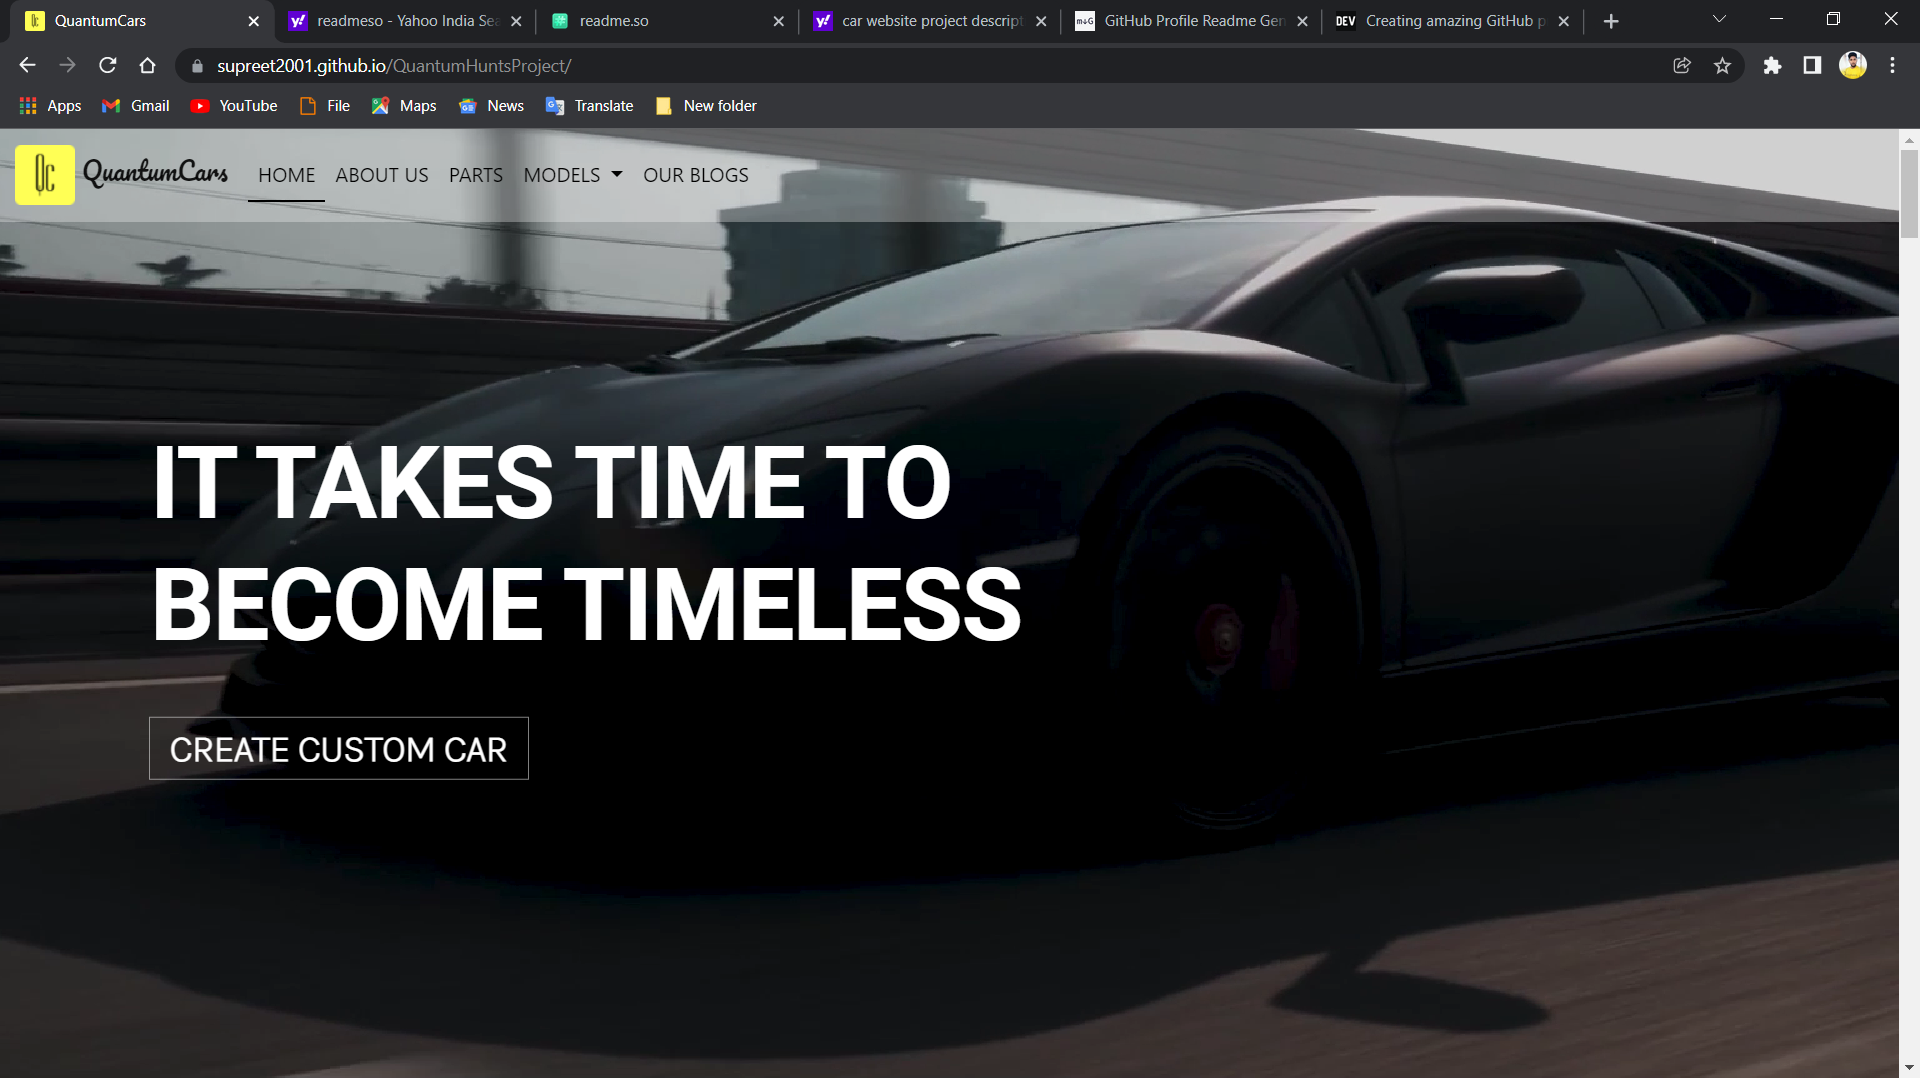 QuantumCars
readmeso - Yahoo India Sea
readme.so
car website project descript
GitHub Profile Readme Gen
DEV Creating amazing GitHub p
supreet2001.github.io/QuantumHuntsProject/
Apps Gmail YouTube File Maps News Translate New folder
QC QuantumCars HOME ABOUT US PARTS MODELS OUR BLOGS
IT TAKES TIME TO
BECOME TIMELESS
CREATE CUSTOM CAR